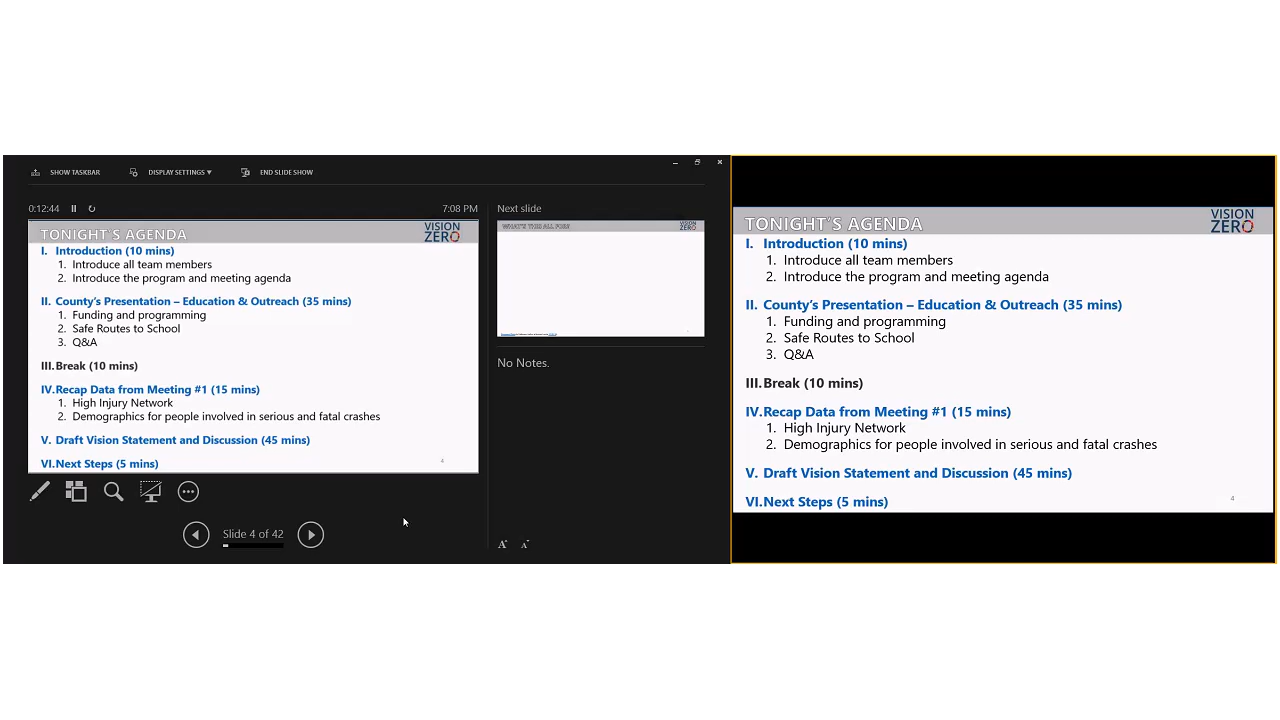 SHOW TASKBAR
DISPLAY SETTINGS ▾
END SLIDE SHOW
0:12:44
7:08 PM
TONIGHT'S AGENDA
VISION
ZERO
I. Introduction (10 mins)
1. Introduce all team members
2. Introduce the program and meeting agenda
II. County's Presentation – Education & Outreach (35 mins)
1. Funding and programming
2. Safe Routes to School
3. Q&A
III. Break (10 mins)
IV. Recap Data from Meeting #1 (15 mins)
1. High Injury Network
2. Demographics for people involved in serious and fatal crashes
V. Draft Vision Statement and Discussion (45 mins)
VI. Next Steps (5 mins)
4
Slide 4 of 42
Next slide
WHAT'S THIS ALL FOR?
VISION
ZERO
No Notes.
A
A
TONIGHT'S AGENDA
VISION
ZERO
I. Introduction (10 mins)
1. Introduce all team members
2. Introduce the program and meeting agenda
II. County's Presentation – Education & Outreach (35 mins)
1. Funding and programming
2. Safe Routes to School
3. Q&A
III. Break (10 mins)
IV. Recap Data from Meeting #1 (15 mins)
1. High Injury Network
2. Demographics for people involved in serious and fatal crashes
V. Draft Vision Statement and Discussion (45 mins)
VI. Next Steps (5 mins)
4